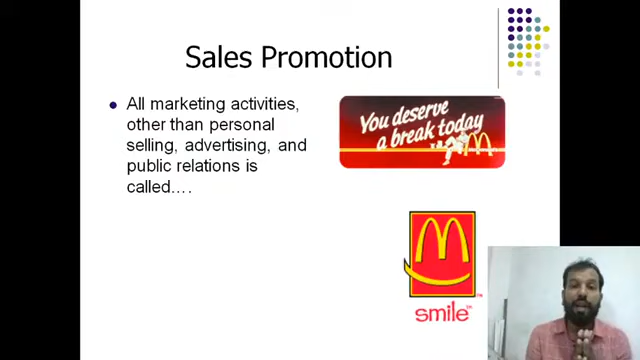 Sales Promotion
All marketing activities,
other than personal
selling, advertising, and
public relations is
called….
You deserve
a break today
smile™